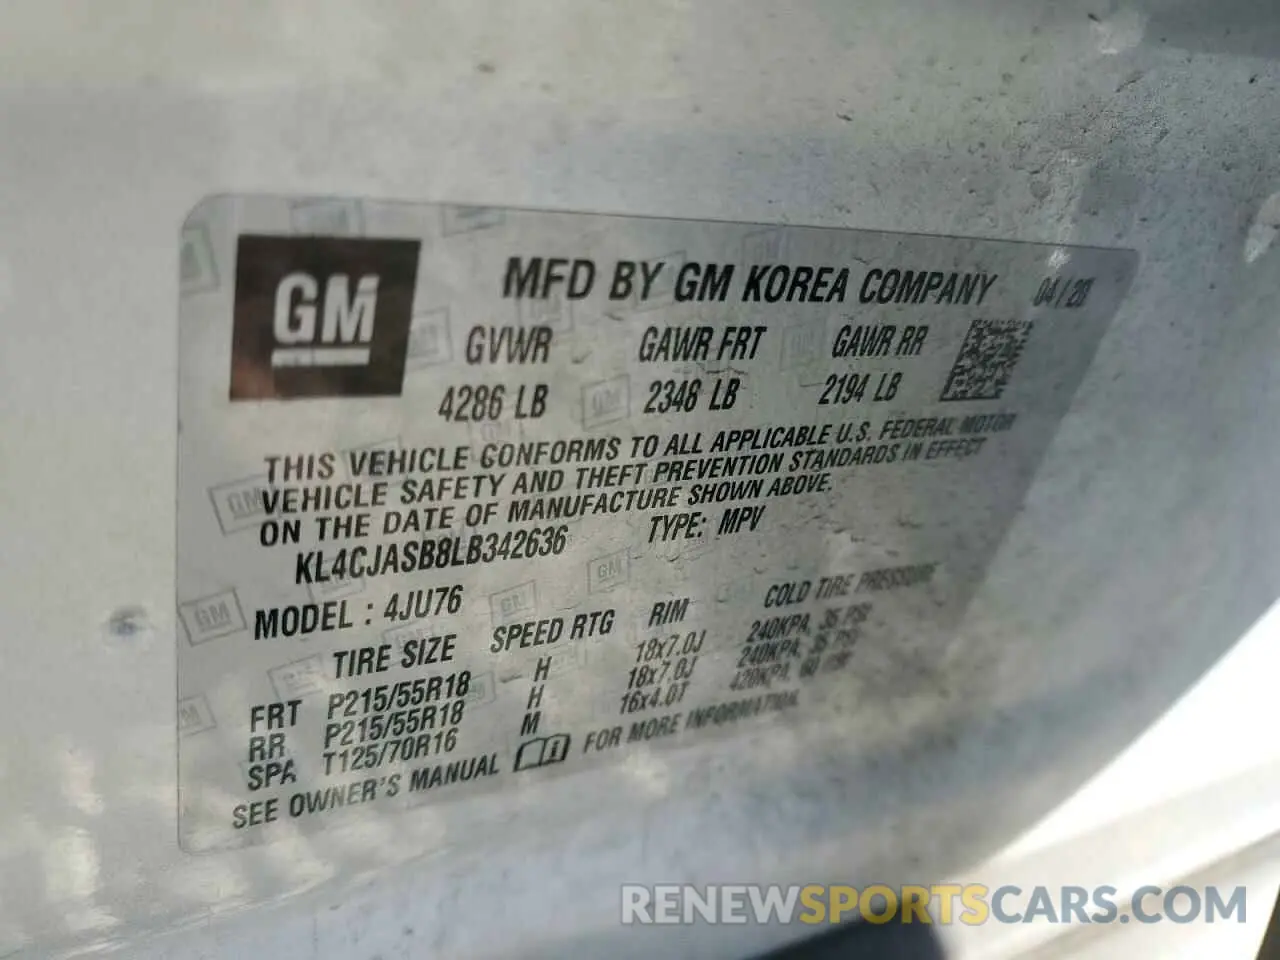 GM
MFD BY GM KOREA COMPANY 04/20
GVWR GAWR FRT GAWR RR
4286 LB 2348 LB 2194 LB
THIS VEHICLE CONFORMS TO ALL APPLICABLE U.S. FEDERAL MOTOR
VEHICLE SAFETY AND THEFT PREVENTION STANDARDS IN EFFECT
ON THE DATE OF MANUFACTURE SHOWN ABOVE.
KL4CJASB8LB342636 TYPE: MPV
MODEL : 4JU76
TIRE SIZE SPEED RTG RIM COLD TIRE PRESSURE
FRT P215/55R18 H 18x7.0J 240KPA, 35 PSI
RR P215/55R18 H 18x7.0J 240KPA, 35 PSI
SPA T125/70R16 M 16x4.0T 420KPA, 60 PSI
SEE OWNER'S MANUAL FOR MORE INFORMATION
RENEWSPORTSCARS.COM